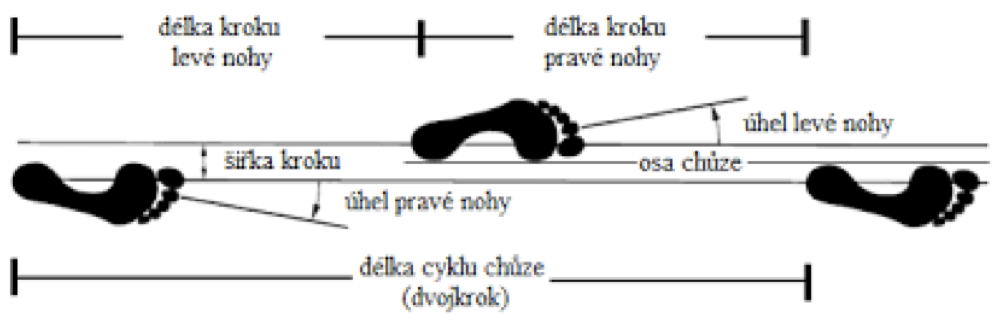 délka kroku
levé nohy
délka kroku
pravé nohy
úhel levé nohy
šířka kroku
osa chůze
úhel pravé nohy
délka cyklu chůze
(dvojkrok)